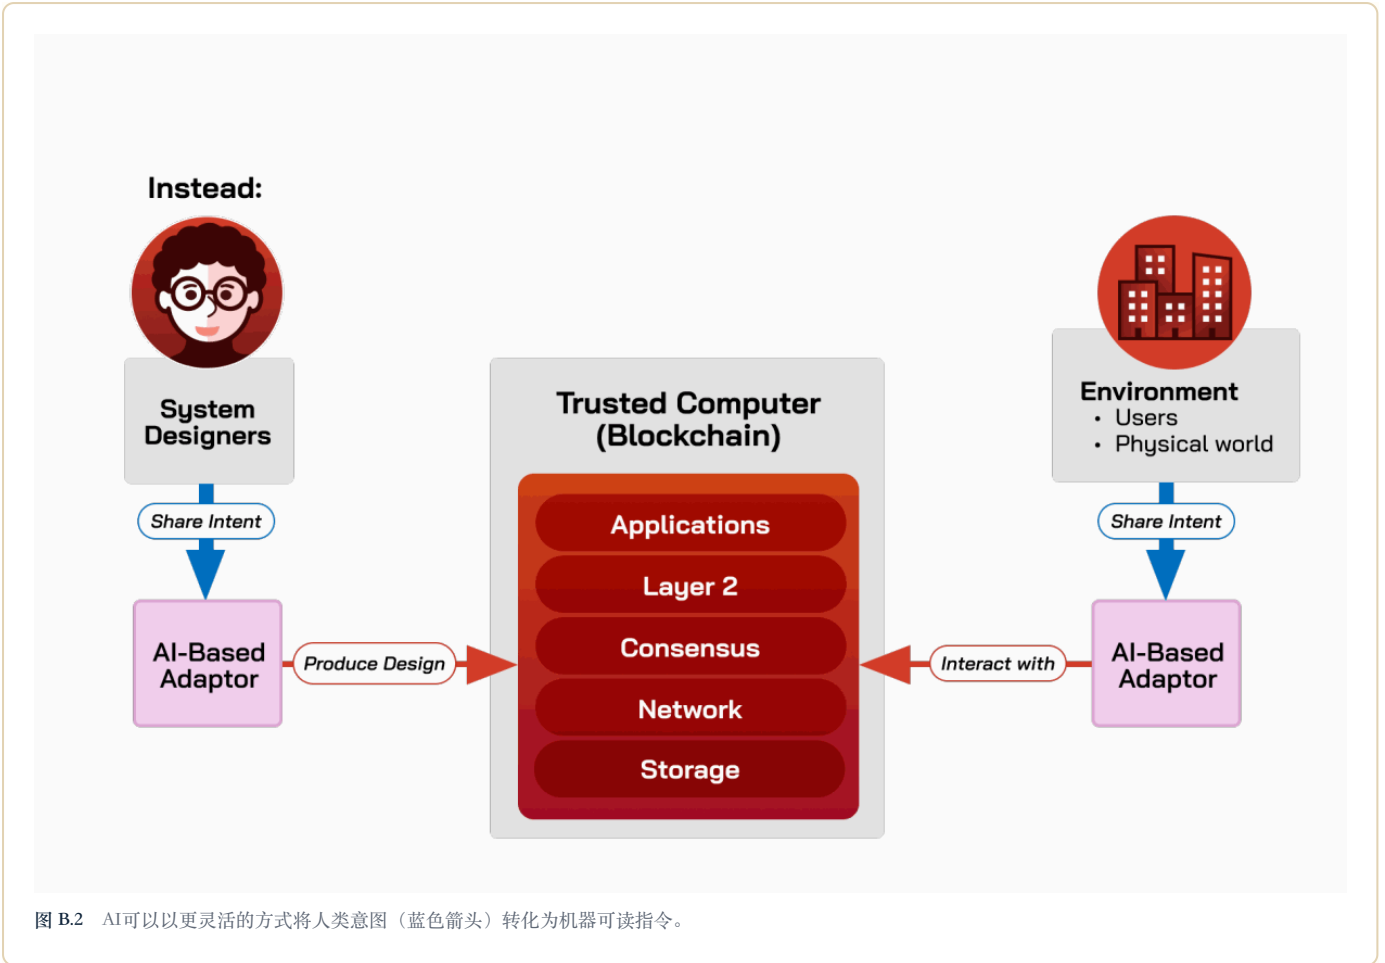 Instead:
System
Designers
Share Intent
AI-Based
Adaptor
Produce Design
Trusted Computer
(Blockchain)
Applications
Layer 2
Consensus
Network
Storage
Environment
• Users
• Physical world
Share Intent
Interact with
AI-Based
Adaptor
图 B.2 AI可以以更灵活的方式将人类意图（蓝色箭头）转化为机器可读指令。